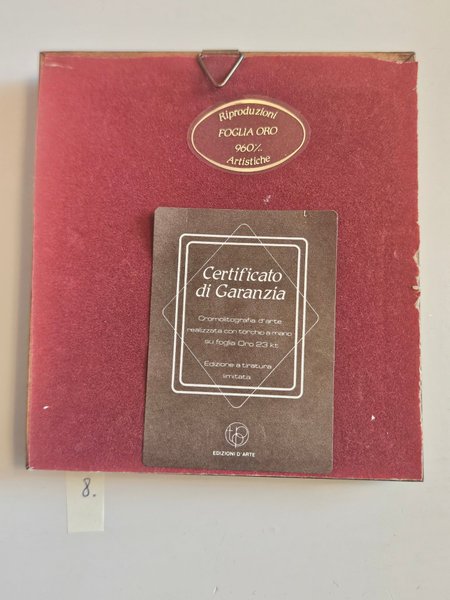 Riproduzioni
FOGLIA ORO
960‰
Artistiche
Certificato
di Garanzia
Cromolitografia d'arte
realizzata con torchio a mano
su foglia Oro 23 kt
Edizione a tiratura
limitata
EDIZIONI D'ARTE
8.